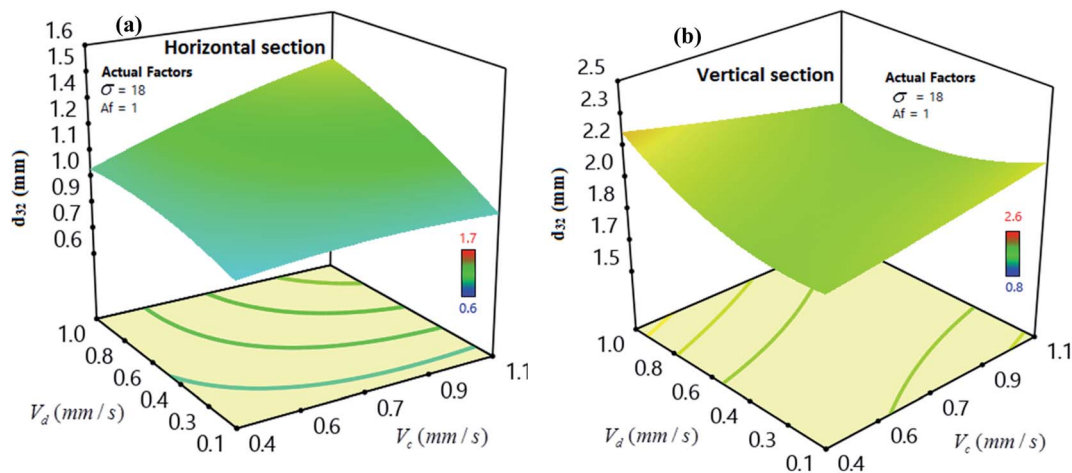 (a)
Horizontal section
Actual Factors
σ = 18
Af = 1
1.6
1.5
1.4
1.3
1.2
1.1
1.0
0.9
0.7
0.6
d32 (mm)
1.7
0.6
1.0
0.8
0.6
0.4
0.3
0.1
Vd (mm / s)
0.4
0.6
0.7
0.9
1.1
Vc (mm / s)
(b)
Vertical section
Actual Factors
σ = 18
Af = 1
2.5
2.3
2.2
2.0
1.8
1.7
1.5
d32 (mm)
2.6
0.8
1.0
0.8
0.6
0.4
0.3
0.1
Vd (mm / s)
0.4
0.6
0.7
0.9
1.1
Vc (mm / s)